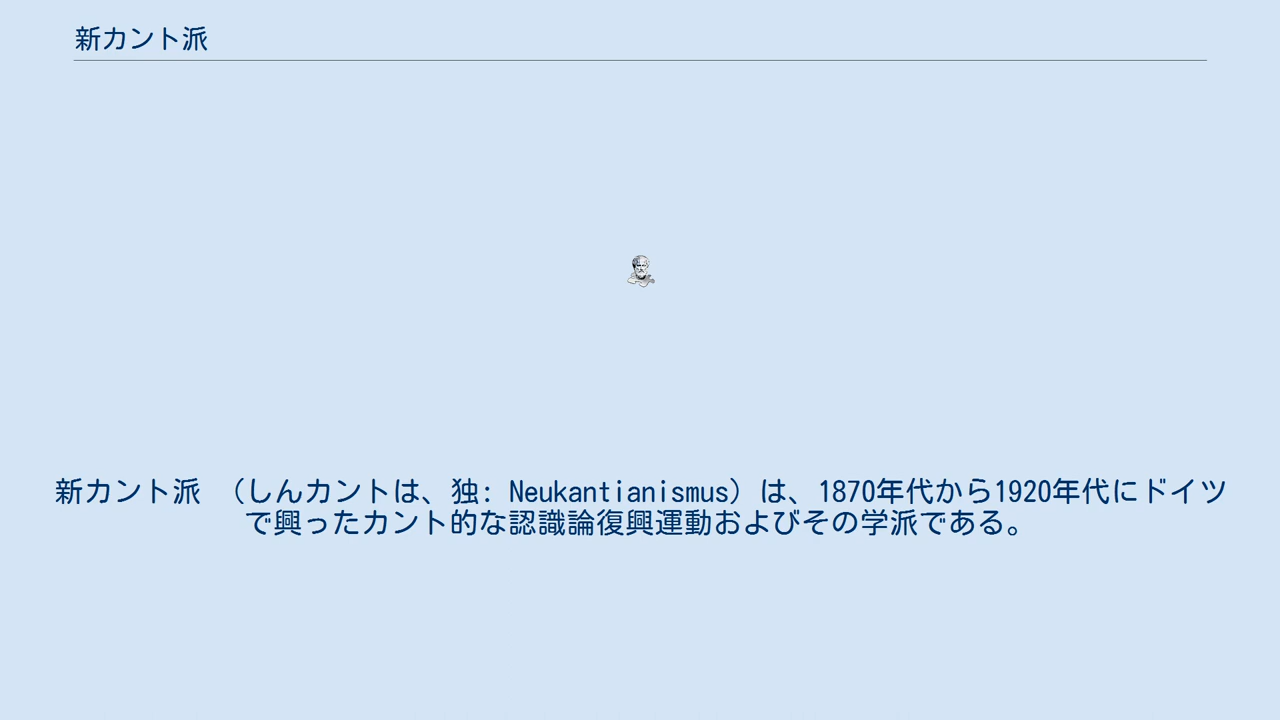 新カント派
新カント派　（しんカントは、独: Neukantianismus）は、1870年代から1920年代にドイツ
で興ったカント的な認識論復興運動およびその学派である。